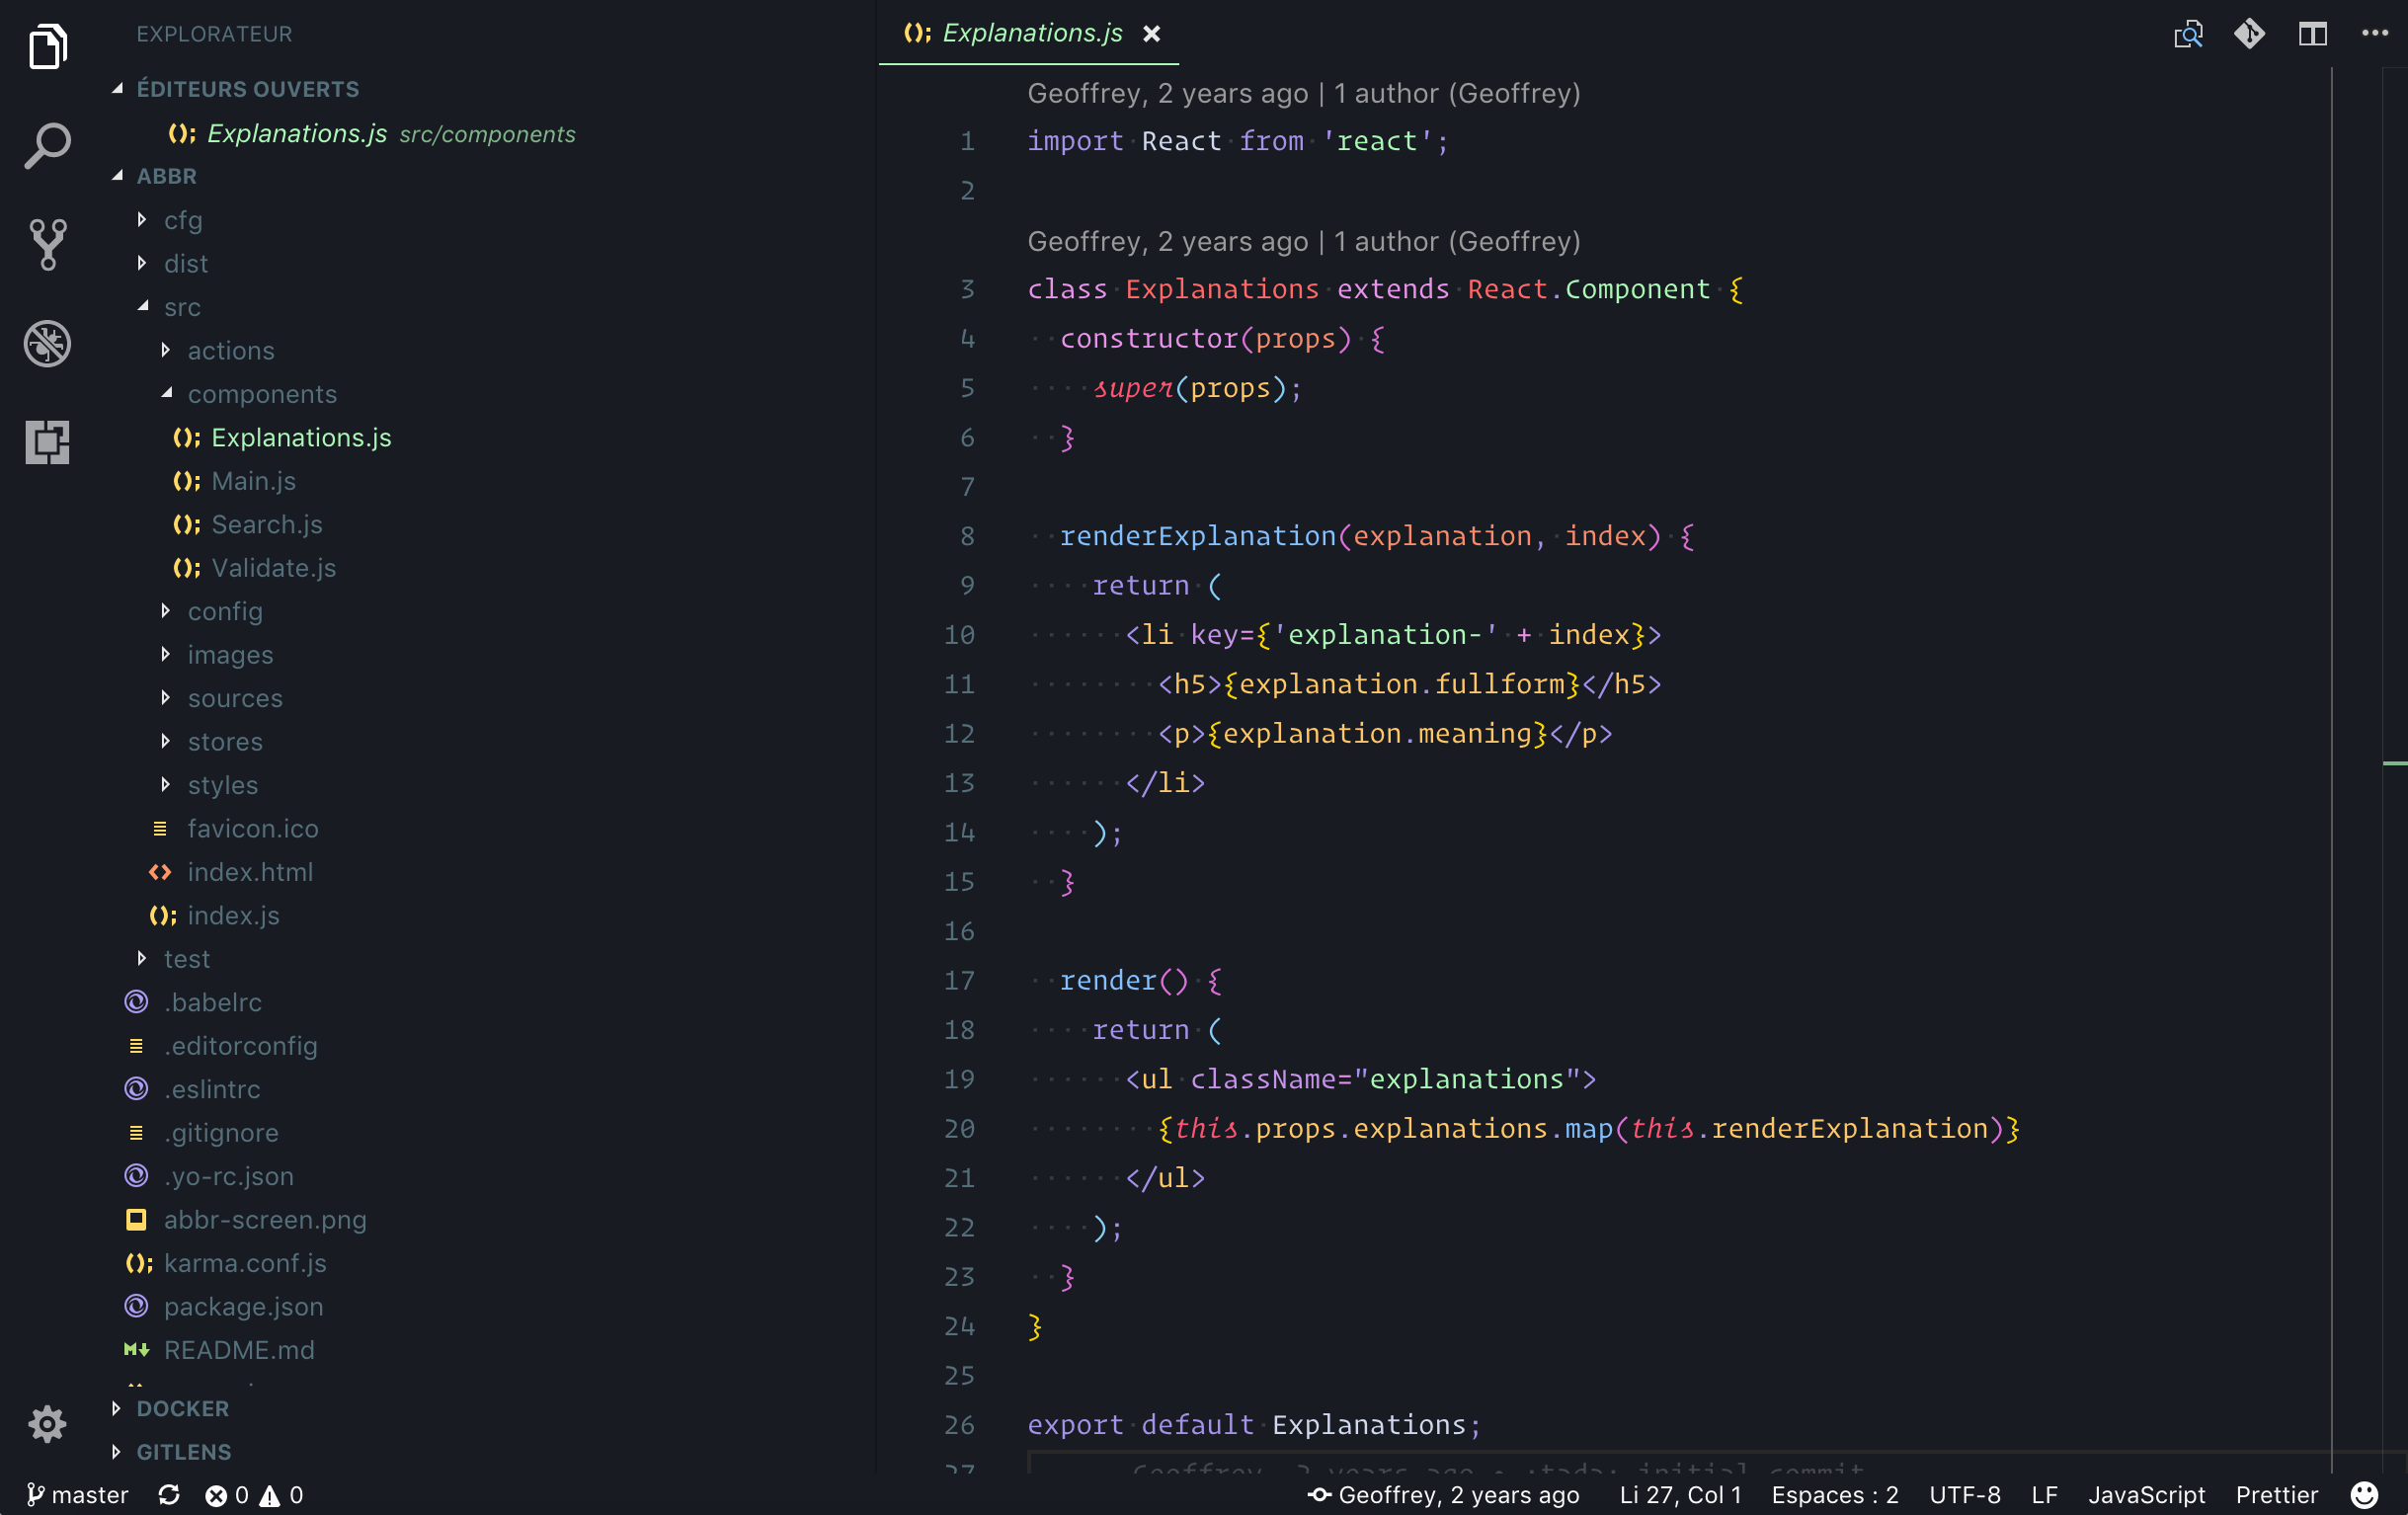 EXPLORATEUR
ÉDITEURS OUVERTS
Explanations.js src/components
ABBR
cfg
dist
src
actions
components
Explanations.js
Main.js
Search.js
Validate.js
config
images
sources
stores
styles
favicon.ico
index.html
index.js
test
.babelrc
.editorconfig
.eslintrc
.gitignore
.yo-rc.json
abbr-screen.png
karma.conf.js
package.json
README.md
DOCKER
GITLENS
Explanations.js
Geoffrey, 2 years ago | 1 author (Geoffrey)
1 import React from 'react';
2
Geoffrey, 2 years ago | 1 author (Geoffrey)
3 class Explanations extends React.Component {
4 constructor(props) {
5 super(props);
6 }
7
8 renderExplanation(explanation, index) {
9 return (
10 <li key={'explanation-' + index}>
11 <h5>{explanation.fullform}</h5>
12 <p>{explanation.meaning}</p>
13 </li>
14 );
15 }
16
17 render() {
18 return (
19 <ul className="explanations">
20 {this.props.explanations.map(this.renderExplanation)}
21 </ul>
22 );
23 }
24 }
25
26 export default Explanations;
27 Geoffrey, 2 years ago • :tada: initial commit
master 0 0 Geoffrey, 2 years ago Li 27, Col 1 Espaces : 2 UTF-8 LF JavaScript Prettier